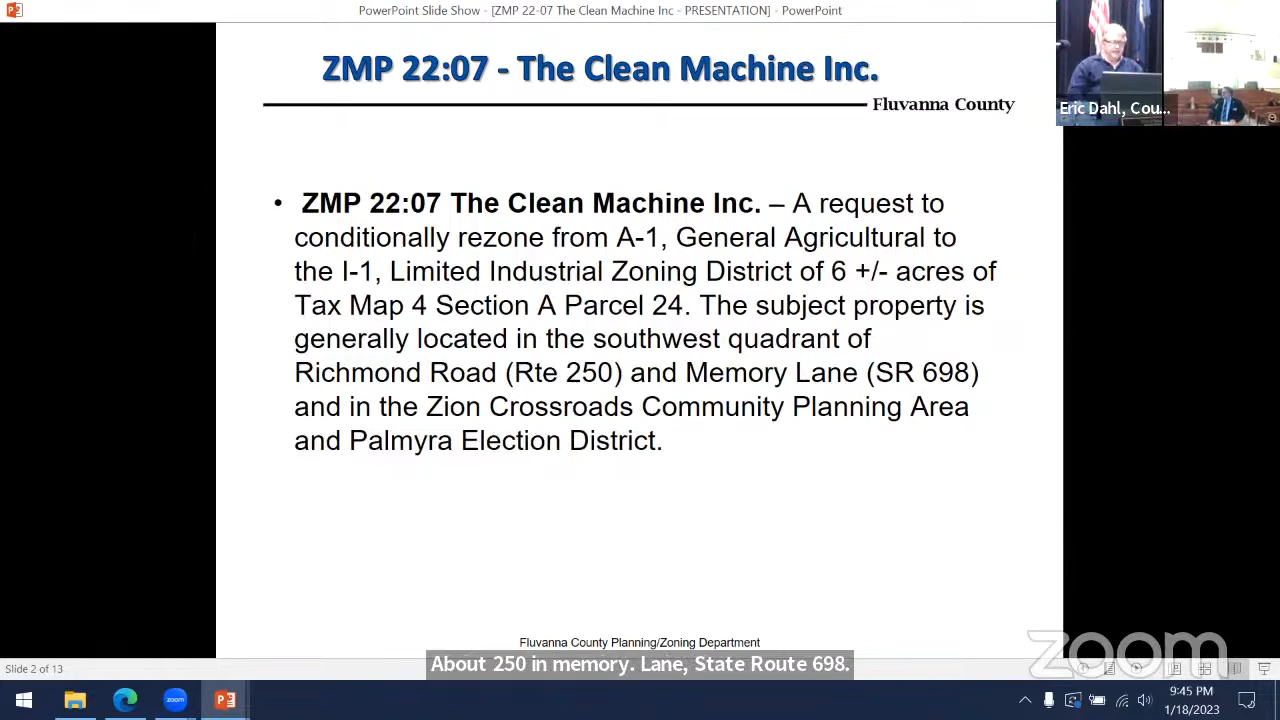 PowerPoint Slide Show - [ZMP 22-07 The Clean Machine Inc - PRESENTATION] - PowerPoint
ZMP 22:07 - The Clean Machine Inc.
Fluvanna County
Eric Dahl, Cou...
• ZMP 22:07 The Clean Machine Inc. – A request to
conditionally rezone from A-1, General Agricultural to
the I-1, Limited Industrial Zoning District of 6 +/- acres of
Tax Map 4 Section A Parcel 24. The subject property is
generally located in the southwest quadrant of
Richmond Road (Rte 250) and Memory Lane (SR 698)
and in the Zion Crossroads Community Planning Area
and Palmyra Election District.
Fluvanna County Planning/Zoning Department
About 250 in memory. Lane, State Route 698.
zoom
Slide 2 of 13
zoom
9:45 PM
1/18/2023